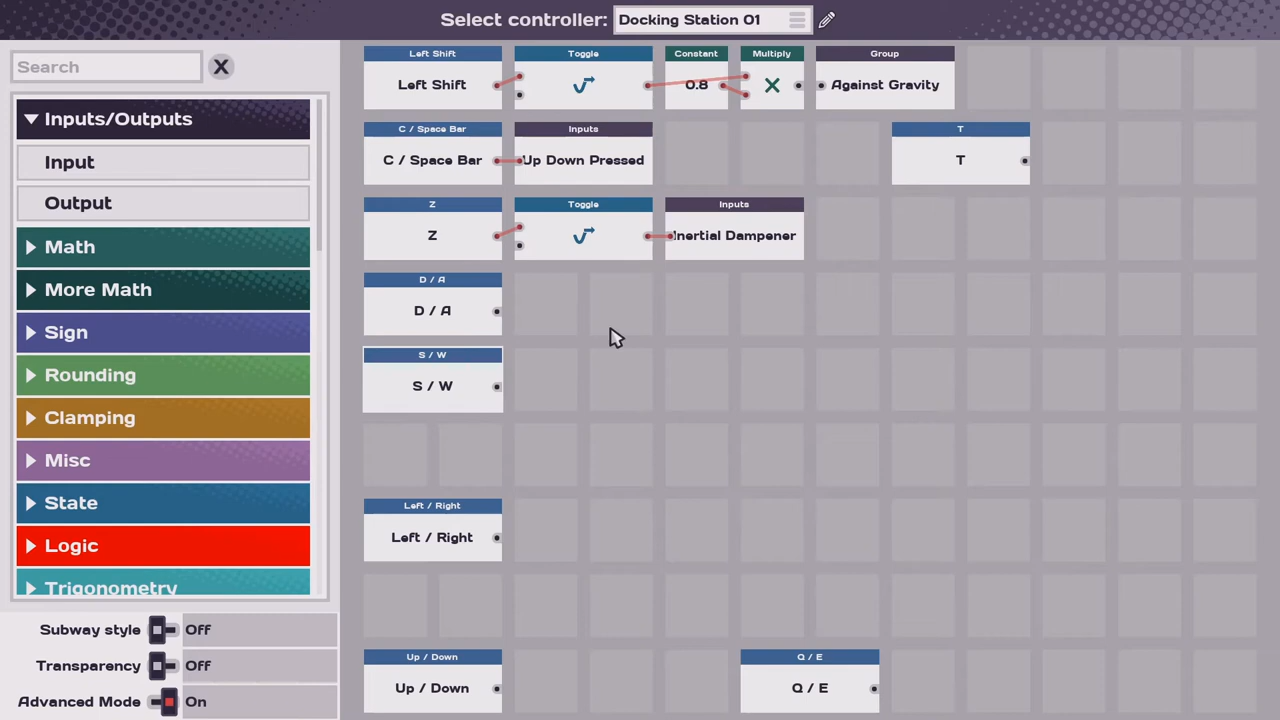 Select controller: Docking Station 01
Search X
Inputs/Outputs
Input
Output
Math
More Math
Sign
Rounding
Clamping
Misc
State
Logic
Trigonometry
Subway style Off
Transparency Off
Advanced Mode On
Left Shift Toggle Constant Multiply Group
Left Shift 0.8 Against Gravity
C / Space Bar Inputs T
C / Space Bar Up Down Pressed T
Z Toggle Inputs
Z Inertial Dampener
D / A
D / A
S / W
S / W
Left / Right
Left / Right
Up / Down Q / E
Up / Down Q / E